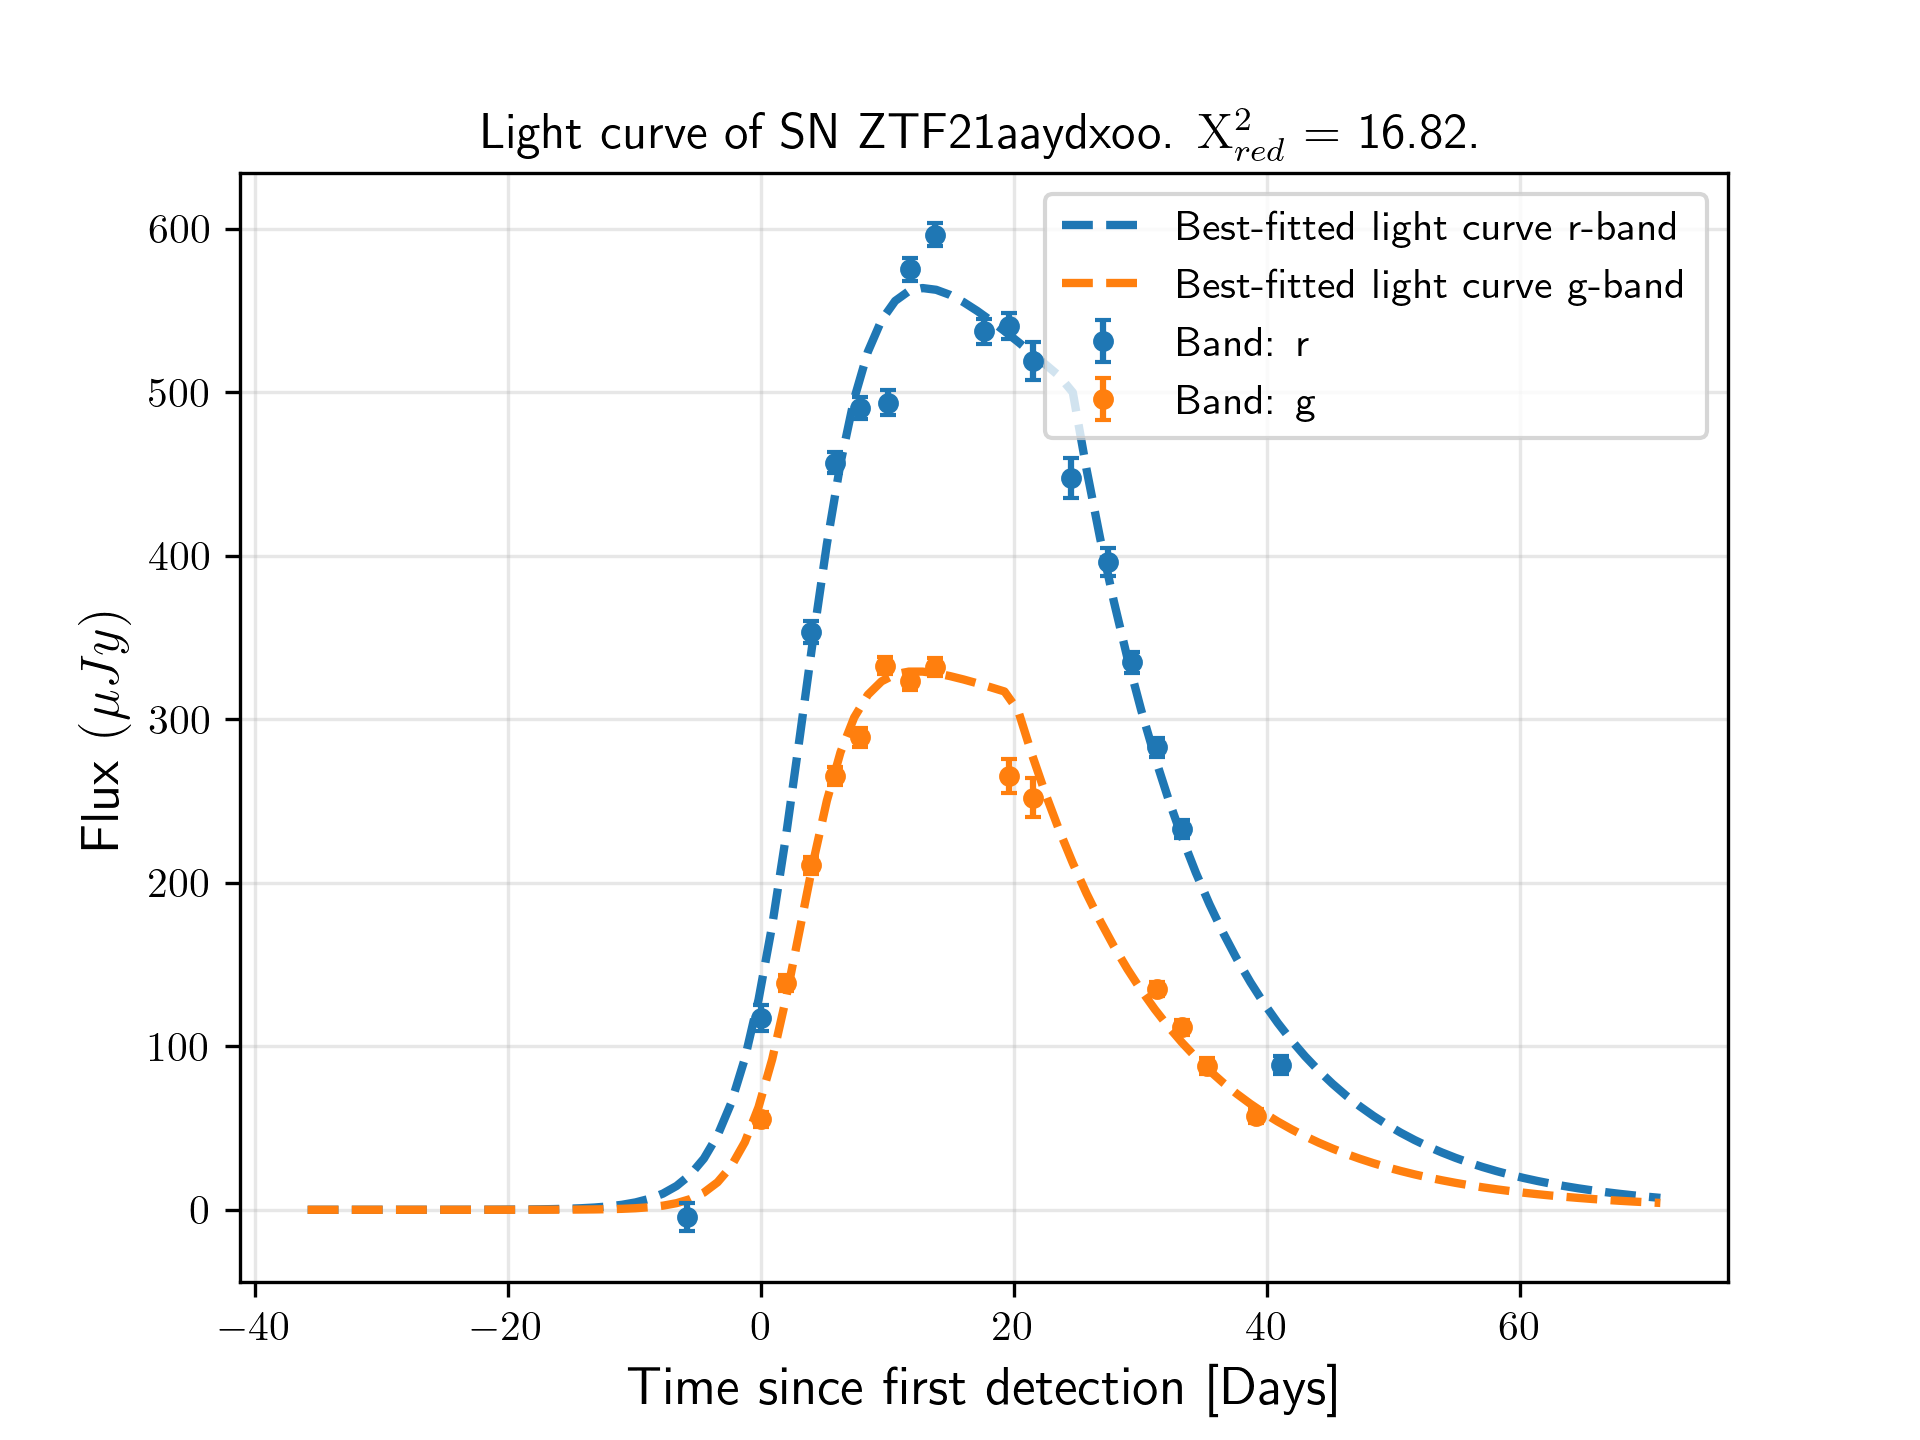 Light curve of SN ZTF21aaydxoo. X²_red = 16.82.
Best-fitted light curve r-band
Best-fitted light curve g-band
Band: r
Band: g
Flux (μJy)
600
500
400
300
200
100
0
−40 −20 0 20 40 60
Time since first detection [Days]